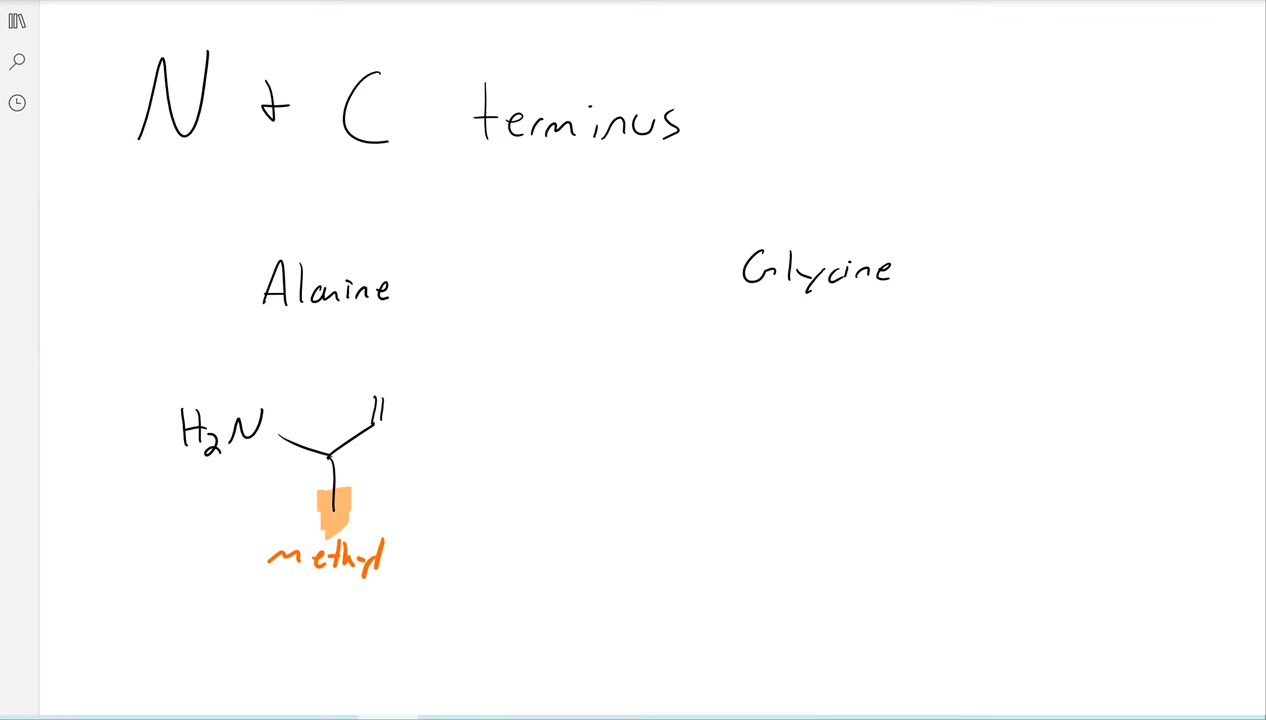 N + C terminus
Alanine
Glycine
H₂N
methyl